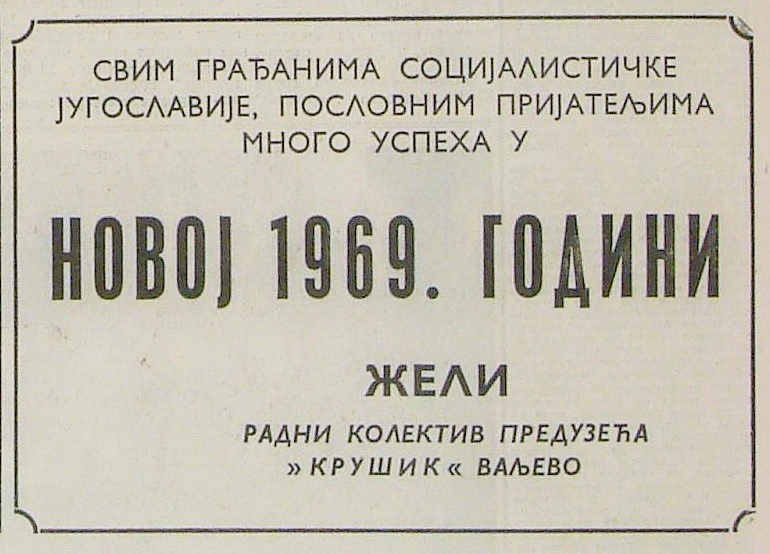 СВИМ ГРАЂАНИМА СОЦИЈАЛИСТИЧКЕ
ЈУГОСЛАВИЈЕ, ПОСЛОВНИМ ПРИЈАТЕЉИМА
МНОГО УСПЕХА У
НОВОЈ 1969. ГОДИНИ
ЖЕЛИ
РАДНИ КОЛЕКТИВ ПРЕДУЗЕЋА
»КРУШИК« ВАЉЕВО